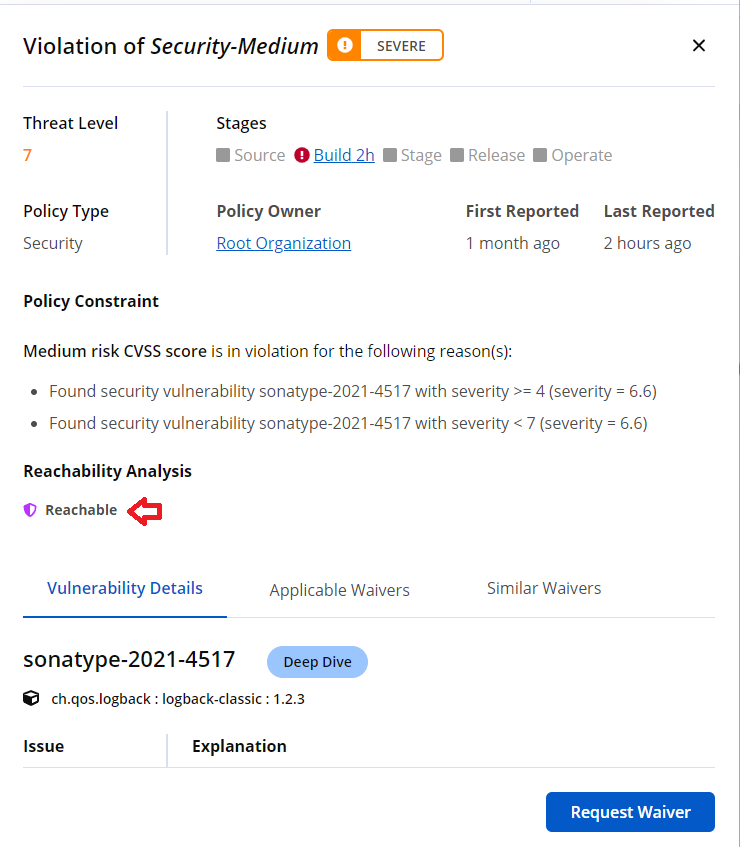 Violation of Security-Medium SEVERE
Threat Level
7
Stages
Source Build 2h Stage Release Operate
Policy Type
Security
Policy Owner
Root Organization
First Reported
1 month ago
Last Reported
2 hours ago
Policy Constraint
Medium risk CVSS score is in violation for the following reason(s):
Found security vulnerability sonatype-2021-4517 with severity >= 4 (severity = 6.6)
Found security vulnerability sonatype-2021-4517 with severity < 7 (severity = 6.6)
Reachability Analysis
Reachable
Vulnerability Details Applicable Waivers Similar Waivers
sonatype-2021-4517 Deep Dive
ch.qos.logback : logback-classic : 1.2.3
Issue Explanation
Request Waiver